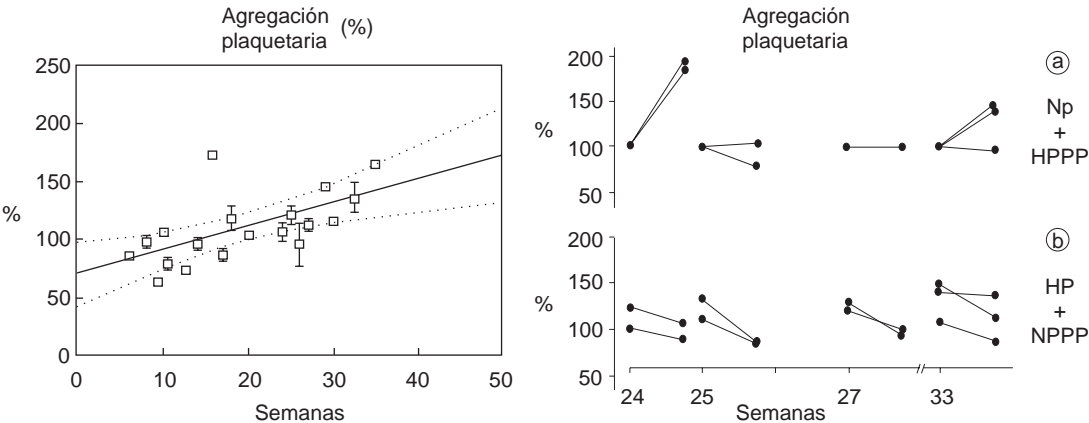 Agregación
plaquetaria (%)
250
200
150
100
50
0
%
0 10 20 30 40 50
Semanas
Agregación
plaquetaria
200
150
100
50
%
a
Np
+
HPPP
200
150
100
50
%
b
HP
+
NPPP
24 25 27 33
Semanas